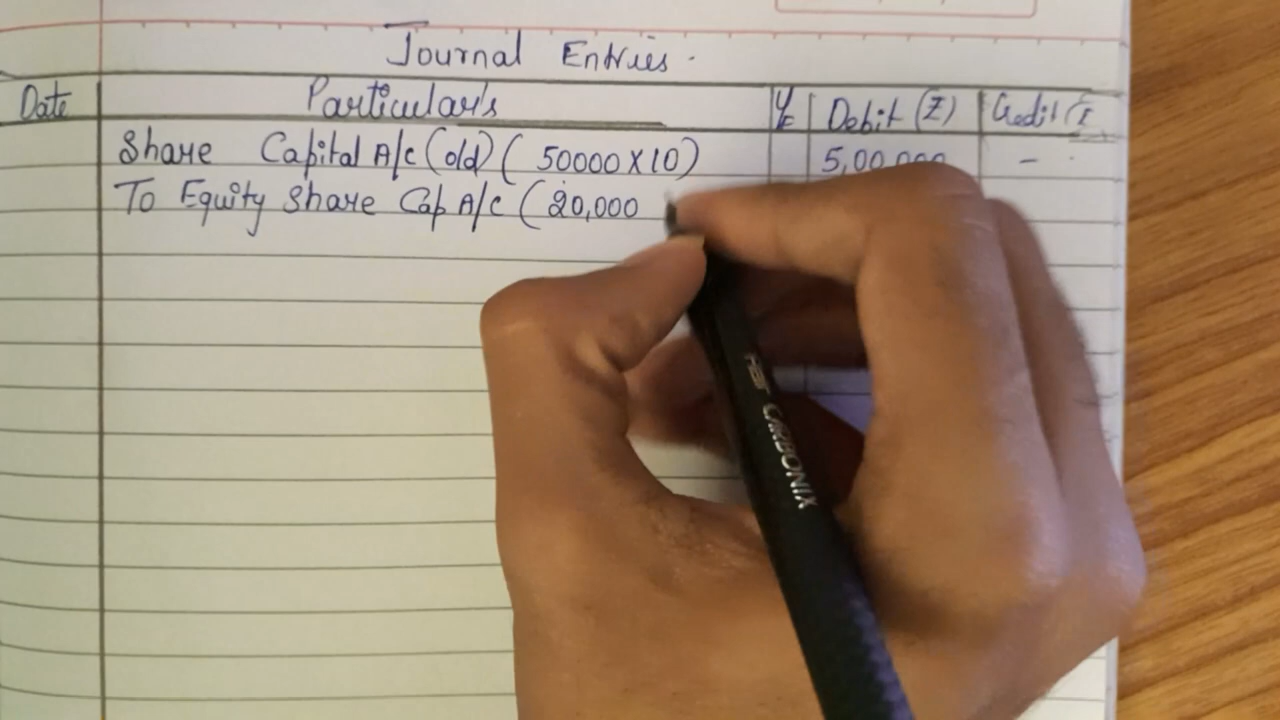 Journal Entries.
Date Particulars Debit (₹) Credit (₹
Share Capital A/c (old) ( 50000 X 10) 5,00,000 -
To Equity Share Cap A/c ( 20,000
CARBONIX